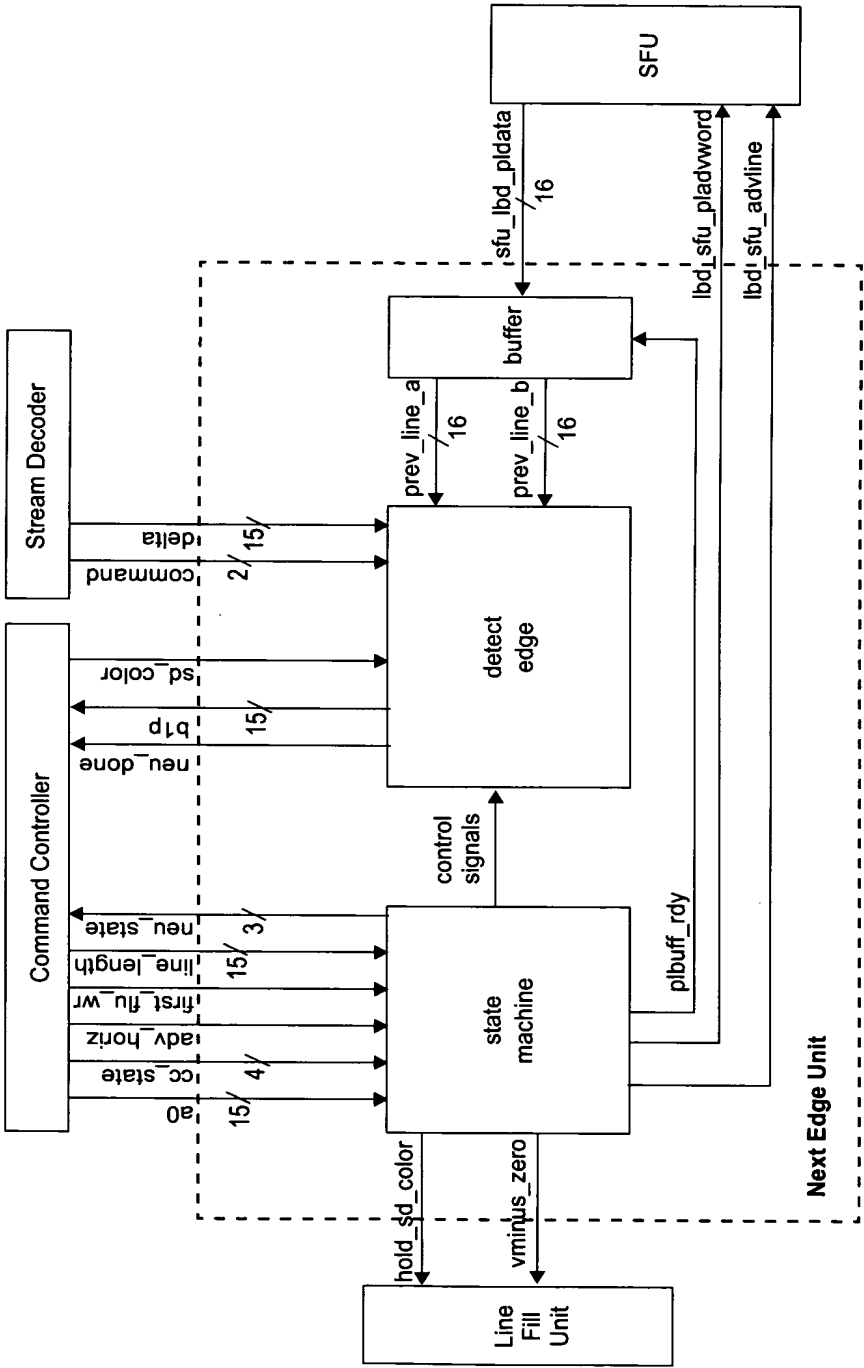 Command Controller
Stream Decoder
a0
15
cc_state
4
adv_horiz
first_flu_wr
line_length
15
neu_state
3
neu_done
b1p
15
sd_color
command
2
delta
15
hold_sd_color
vminus_zero
Line
Fill
Unit
state
machine
control
signals
detect
edge
prev_line_a
16
prev_line_b
16
buffer
sfu_lbd_pldata
16
SFU
plbuff_rdy
lbd_sfu_pladvword
lbd_sfu_advline
Next Edge Unit